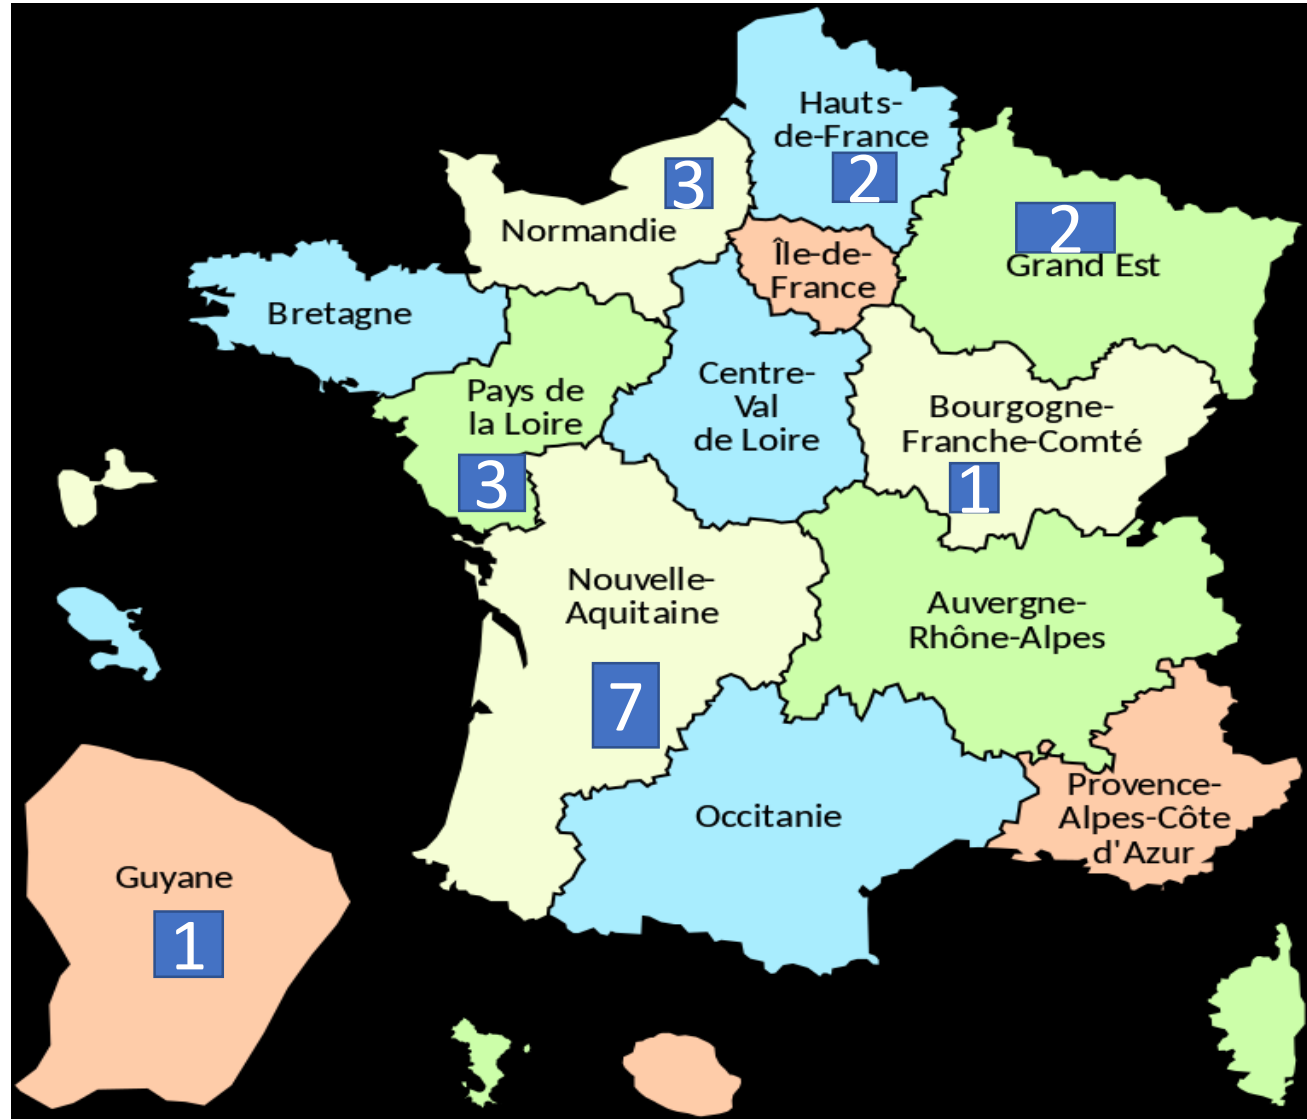 Hauts-
de-France
2
3
Normandie
2
Grand Est
Île-de-
France
Bretagne
Pays de
la Loire
3
Centre-
Val
de Loire
Bourgogne-
Franche-Comté
1
Nouvelle-
Aquitaine
7
Auvergne-
Rhône-Alpes
Occitanie
Provence-
Alpes-Côte
d'Azur
Guyane
1